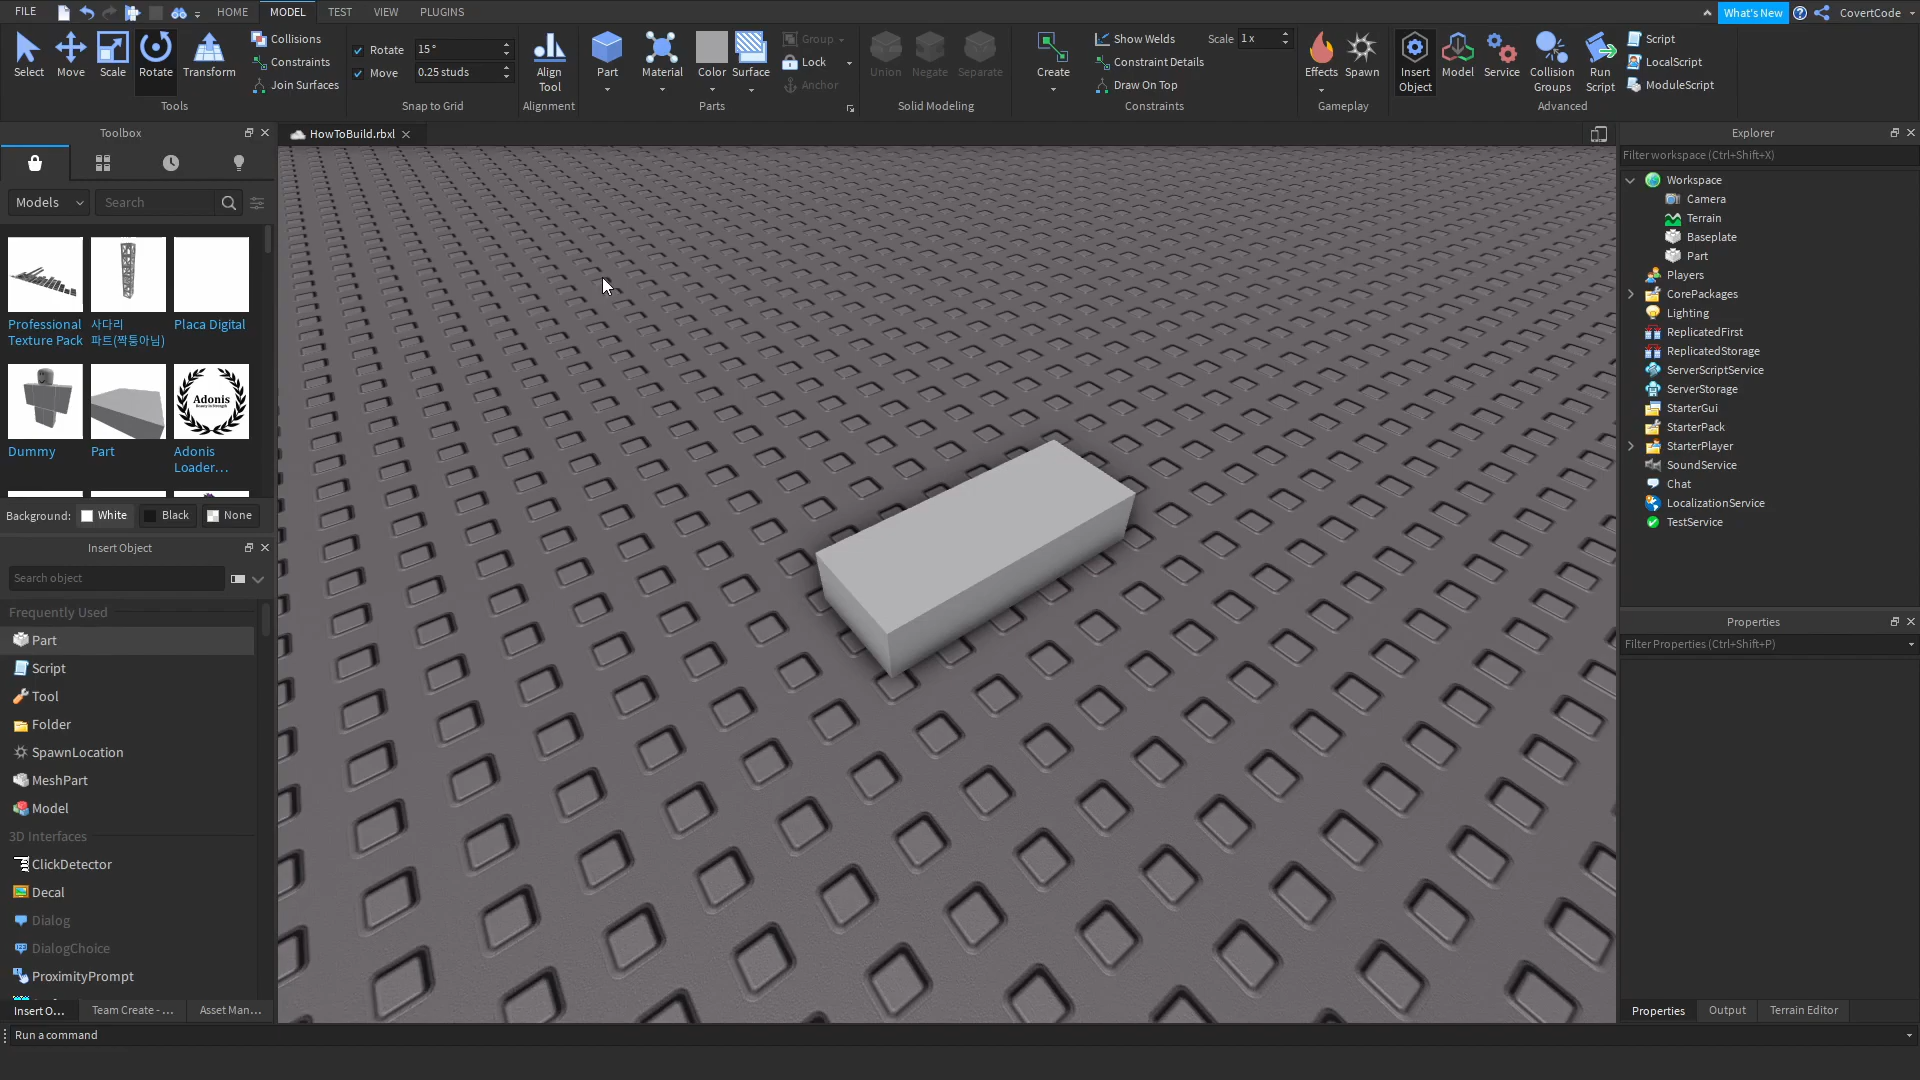 FILE HOME MODEL TEST VIEW PLUGINS What's New CovertCode
Select Move Scale Rotate Transform
Collisions
Constraints
Join Surfaces
Tools
Rotate 15°
Move 0.25 studs
Snap to Grid
Align
Tool
Alignment
Part Material Color Surface
Group
Lock
Anchor
Parts
Union Negate Separate
Solid Modeling
Create
Show Welds
Constraint Details
Draw On Top
Scale 1 x
Constraints
Effects Spawn
Gameplay
Insert
Object
Model
Service
Collision
Groups
Run
Script
Script
LocalScript
ModuleScript
Advanced
Toolbox
Models
Search
Professional
Texture Pack
사다리
파트(짝퉁아님)
Placa Digital
Dummy
Part
Adonis
Adonis
Loader...
Background: White Black None
Insert Object
Search object
Frequently Used
Part
Script
Tool
Folder
SpawnLocation
MeshPart
Model
3D Interfaces
ClickDetector
Decal
Dialog
DialogChoice
ProximityPrompt
Insert O... Team Create - ... Asset Man...
Run a command
HowToBuild.rbxl
Explorer
Filter workspace (Ctrl+Shift+X)
Workspace
Camera
Terrain
Baseplate
Part
Players
CorePackages
Lighting
ReplicatedFirst
ReplicatedStorage
ServerScriptService
ServerStorage
StarterGui
StarterPack
StarterPlayer
SoundService
Chat
LocalizationService
TestService
Properties
Filter Properties (Ctrl+Shift+P)
Properties Output Terrain Editor